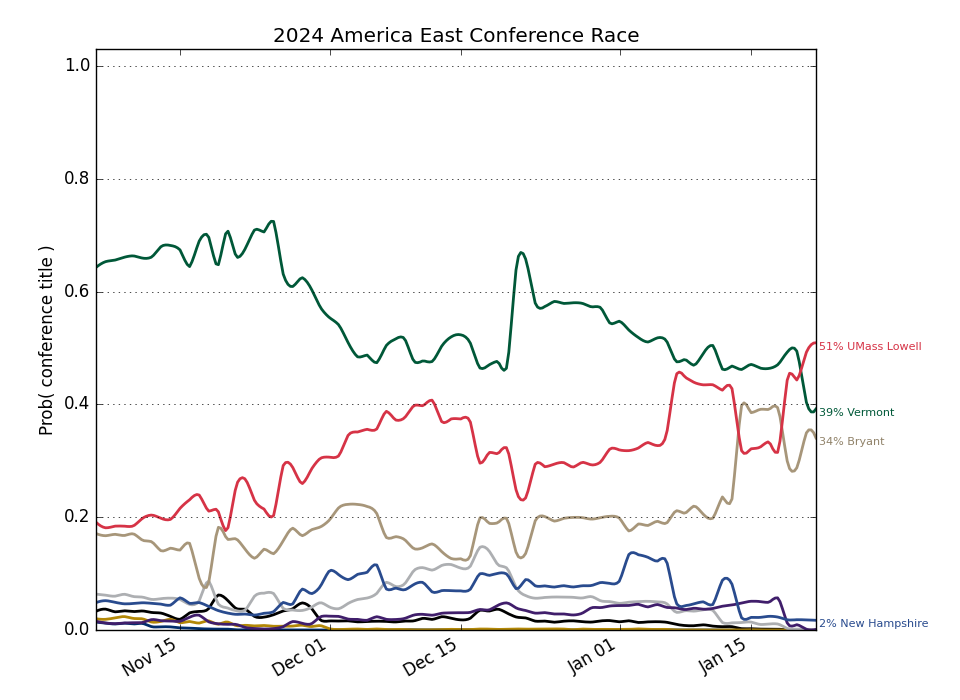 2024 America East Conference Race
1.0
0.8
0.6
0.4
0.2
0.0
Prob( conference title )
51% UMass Lowell
39% Vermont
34% Bryant
2% New Hampshire
Nov 15
Dec 01
Dec 15
Jan 01
Jan 15